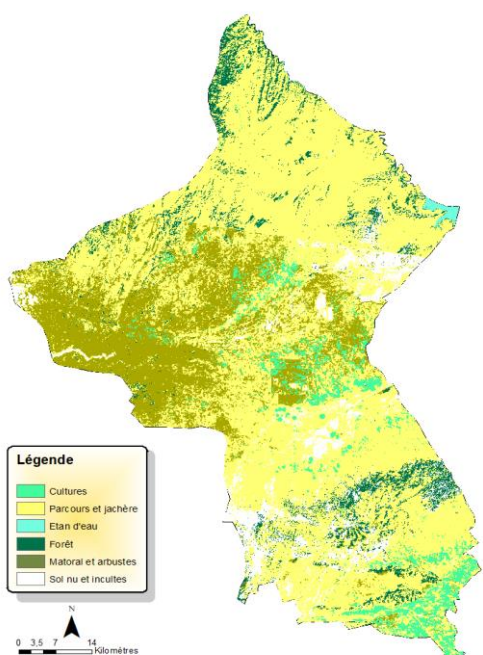 Légende
Cultures
Parcours et jachère
Etan d'eau
Forêt
Matoral et arbustes
Sol nu et incultes
N
0 3,5 7 14
Kilomètres